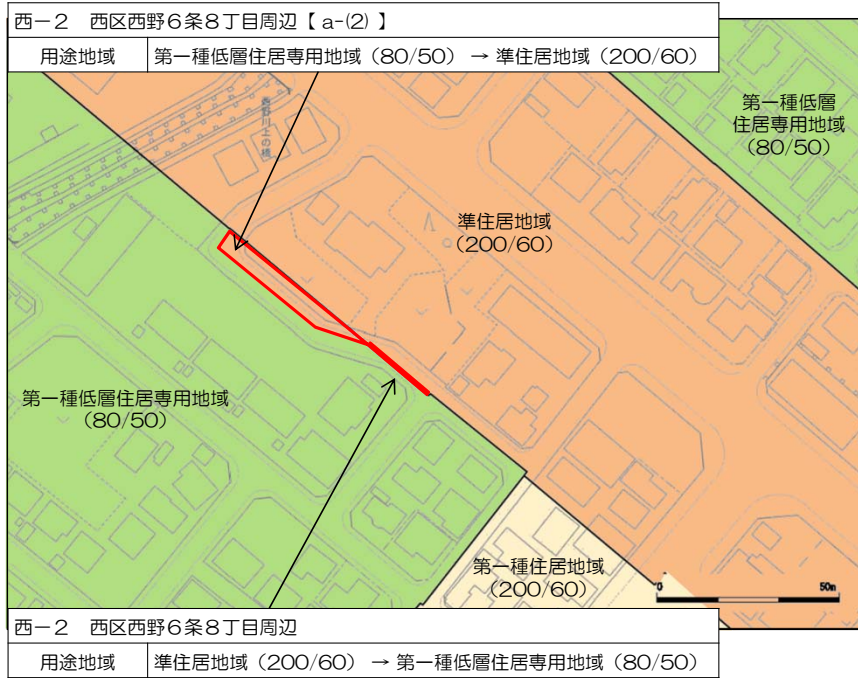 西－2　西区西野6条8丁目周辺【 a-(2) 】
用途地域　第一種低層住居専用地域（80/50）→ 準住居地域（200/60）
第一種低層
住居専用地域
（80/50）
準住居地域
（200/60）
第一種低層住居専用地域
（80/50）
第一種住居地域
（200/60）
0　50m
西－2　西区西野6条8丁目周辺
用途地域　準住居地域（200/60）→ 第一種低層住居専用地域（80/50）